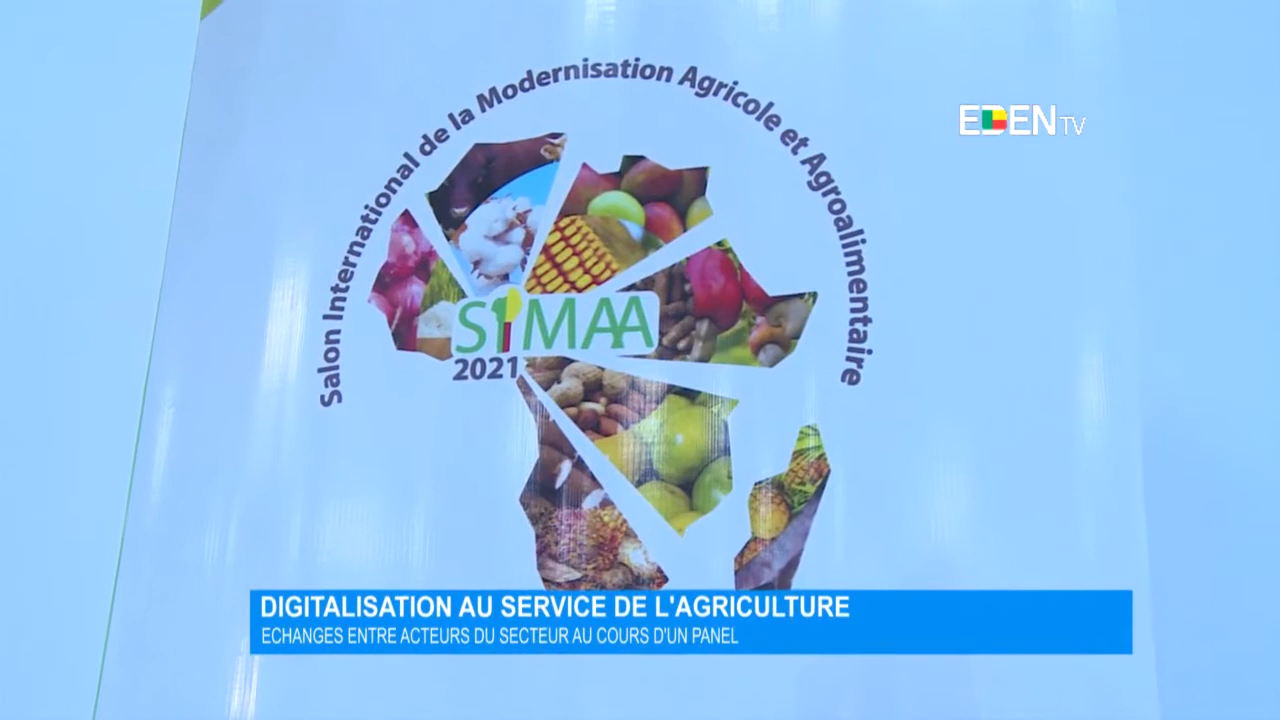 Salon International de la Modernisation Agricole et Agroalimentaire
EDEN TV
SIMAA
2021
DIGITALISATION AU SERVICE DE L'AGRICULTURE
ECHANGES ENTRE ACTEURS DU SECTEUR AU COURS D'UN PANEL